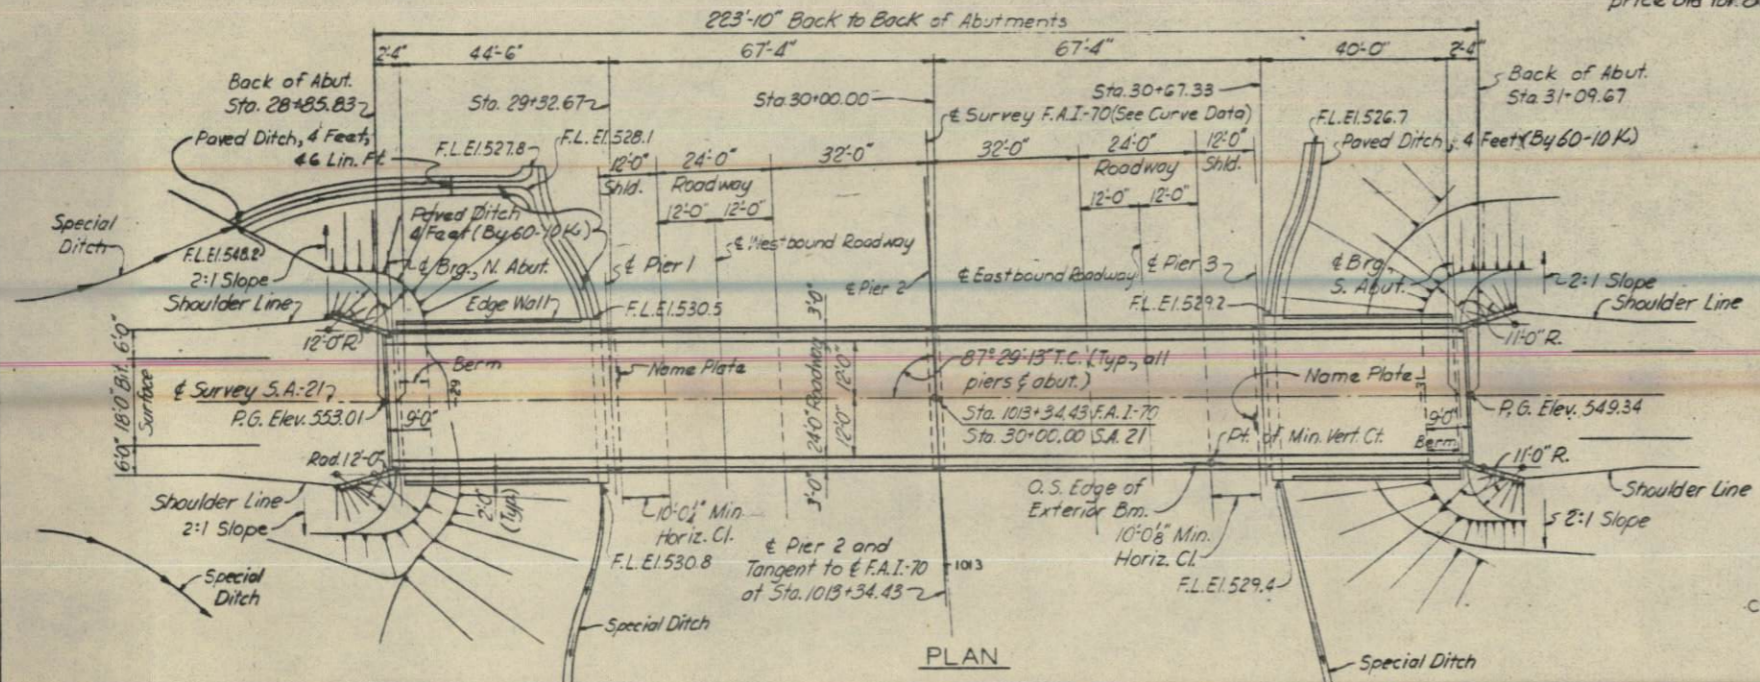 223'-10" Back to Back of Abutments
2'-4"
44'-6"
67'-4"
67'-4"
40'-0"
2'-4"
Back of Abut.
Sta. 28+85.83
Sta. 29+32.67
Sta. 30+00.00
Sta. 30+67.33
Back of Abut.
Sta. 31+09.67
℄ Survey F.A.I.-70 (See Curve Data)
Paved Ditch, 4 Feet,
46 Lin. Ft.
F.L. El. 527.8
F.L. El. 528.1
12'-0"
Shld.
24'-0"
Roadway
12'-0" 12'-0"
32'-0"
32'-0"
24'-0"
Roadway
12'-0" 12'-0"
12'-0"
Shld.
F.L. El. 526.7
Paved Ditch, 4 Feet (By 60-10 K)
Special
Ditch
F.L. El. 548.2
Paved Ditch
4 Feet (By 60-10 K)
2:1 Slope
℄ Brg., N. Abut.
℄ Pier 1
℄ Westbound Roadway
℄ Pier 2
℄ Eastbound Roadway
℄ Pier 3
℄ Brg.
S. Abut.
2:1 Slope
Shoulder Line
Shoulder Line
Edge Wall
F.L. El. 530.5
F.L. El. 529.2
12'-0" R.
11'-0" R.
6'-0" 18'-0" Bit. 6'-0"
Surface
Berm
29
Name Plate
3'-0" 24'-0" Roadway 3'-0"
12'-0" 12'-0"
87°-29'-13" T.C. (Typ., all
piers & abut.)
Name Plate
31
℄ Survey S.A.-21
P.G. Elev. 553.01
9'-0"
Sta. 1013+34.43 F.A.I-70
Sta. 30+00.00 S.A. 21
9'-0"
Berm
P.G. Elev. 549.34
Pt. of Min. Vert. Cl.
Rad. 12'-0"
11'-0" R.
Shoulder Line
2:1 Slope
2'-0"
(Typ.)
10'-0¼" Min.
Horiz. Cl.
O.S. Edge of
Exterior Bm.
10'-0⅛" Min.
Horiz. Cl.
Shoulder Line
2:1 Slope
F.L. El. 530.8
℄ Pier 2 and
Tangent to ℄ F.A.I.-70
at Sta. 1013+34.43
1013
F.L. El. 529.4
Special
Ditch
Special Ditch
Special Ditch
PLAN